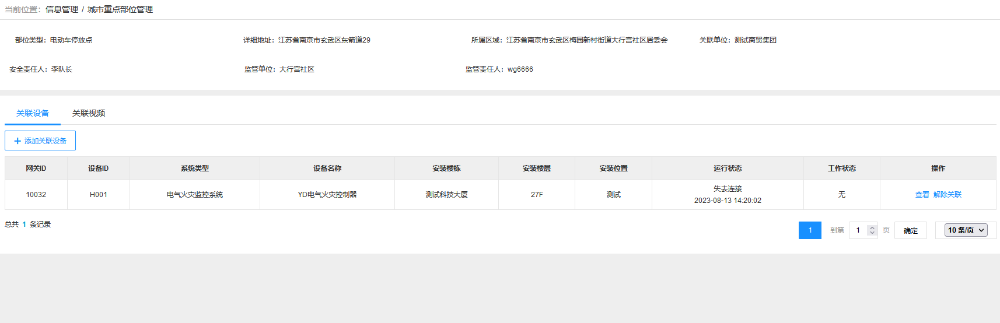 当前位置：信息管理 / 城市重点部位管理
部位类型：电动车停放点 详细地址：江苏省南京市玄武区东箭道29 所属区域：江苏省南京市玄武区梅园新村街道大行宫社区居委会 关联单位：测试商贸集团
安全责任人：李队长 监管单位：大行宫社区 监管责任人：wg6666
关联设备 关联视频
添加关联设备
网关ID 设备ID 系统类型 设备名称 安装楼栋 安装楼层 安装位置 运行状态 工作状态 操作
10032 H001 电气火灾监控系统 YD电气火灾控制器 测试科技大厦 27F 测试 失去连接 无 查看 解除关联
2023-08-13 14:20:02
总共 1 条记录 1 到第 1 页 确定 10 条/页